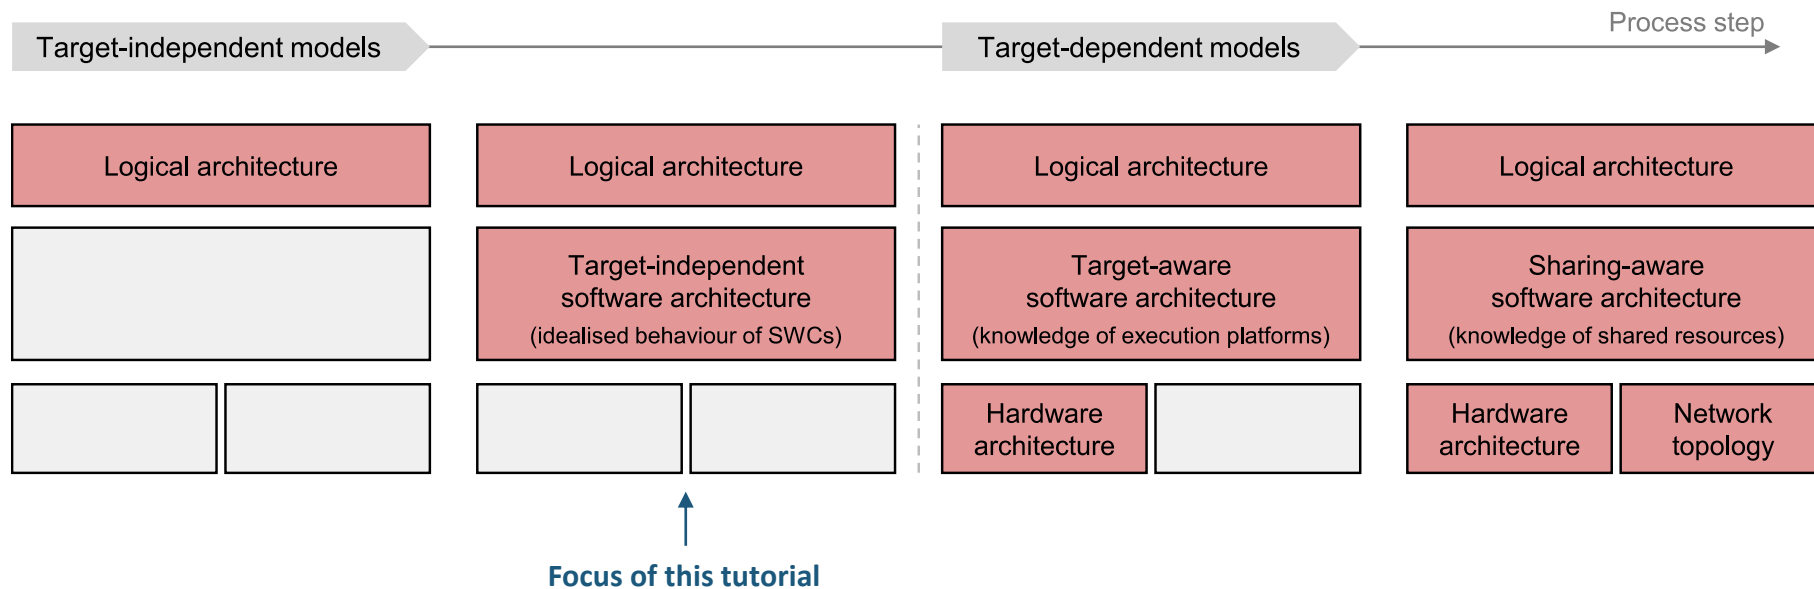 Process step
Target-independent models
Target-dependent models
Logical architecture
Logical architecture
Logical architecture
Logical architecture
Target-independent
software architecture
(idealised behaviour of SWCs)
Target-aware
software architecture
(knowledge of execution platforms)
Sharing-aware
software architecture
(knowledge of shared resources)
Hardware
architecture
Hardware
architecture
Network
topology
Focus of this tutorial